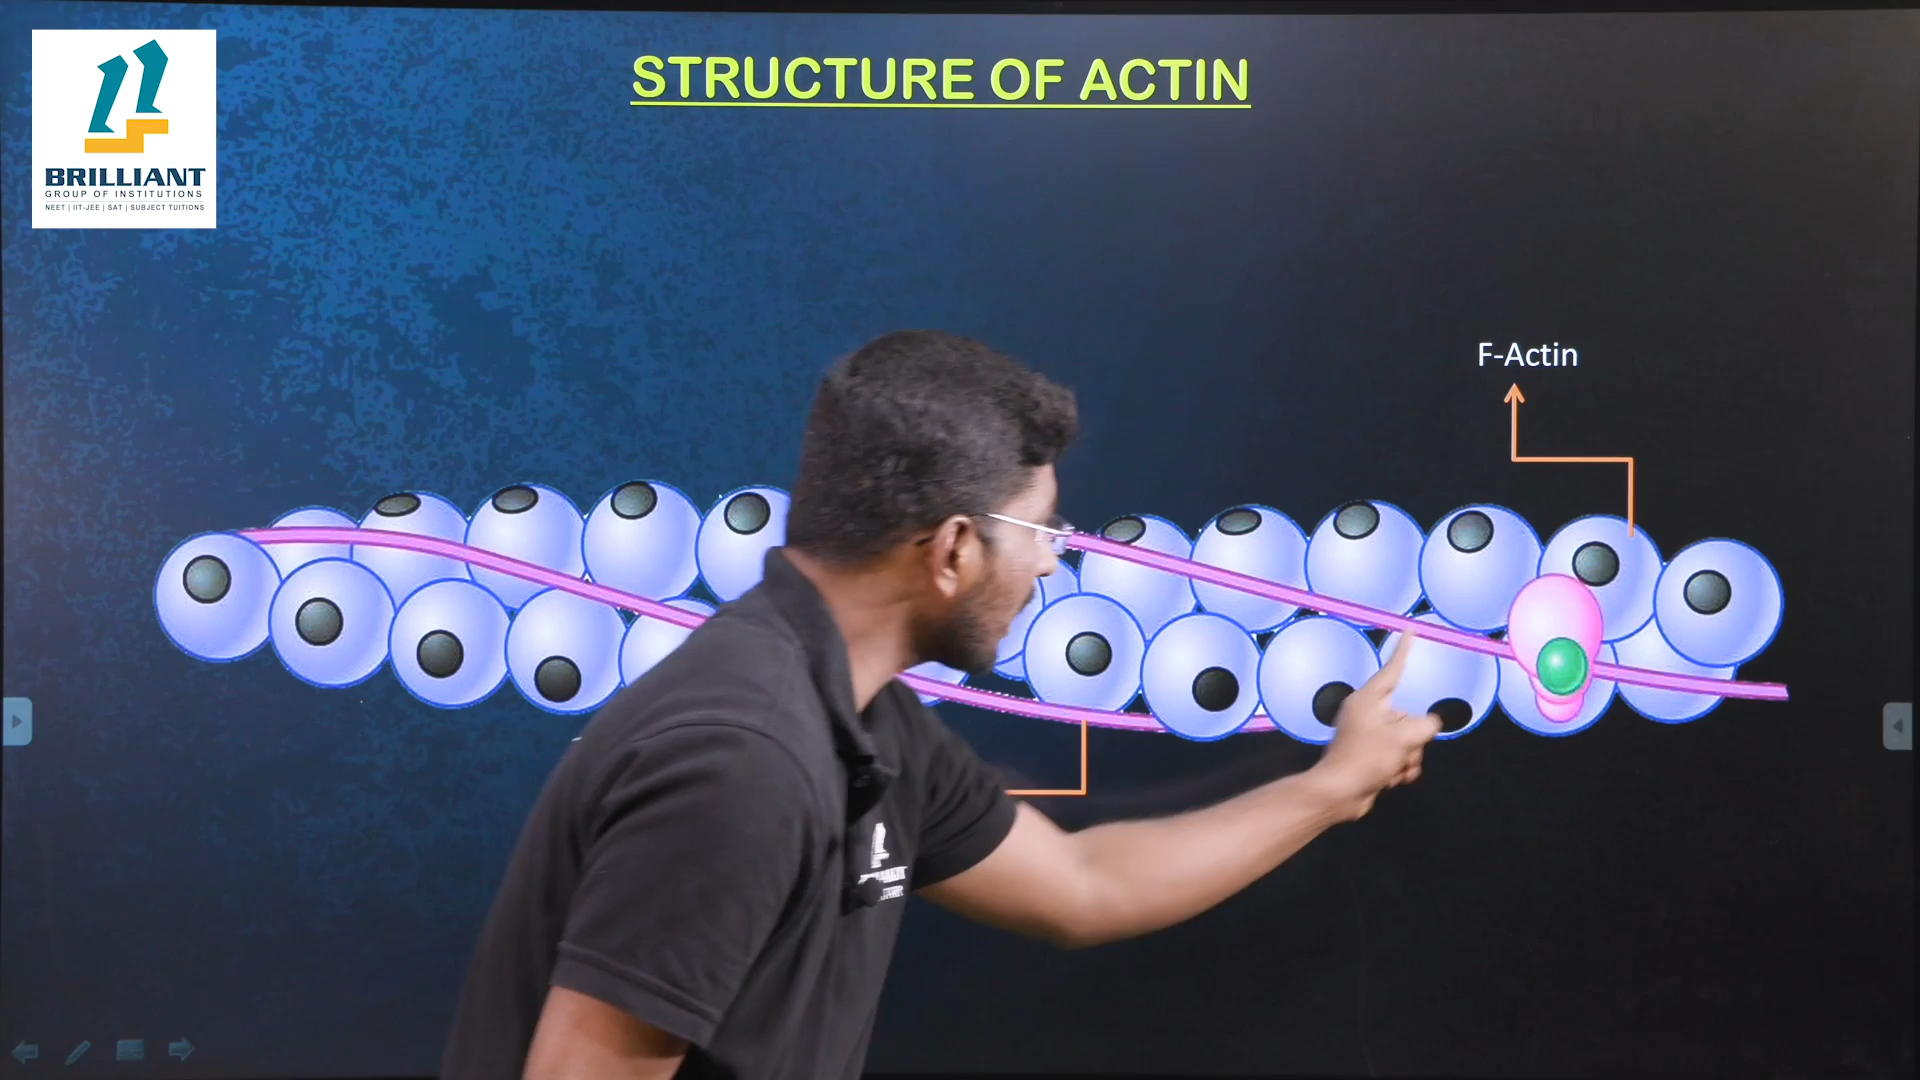 STRUCTURE OF ACTIN
BRILLIANT
GROUP OF INSTITUTIONS
NEET | IIT-JEE | SAT | SUBJECT TUITIONS
F-Actin